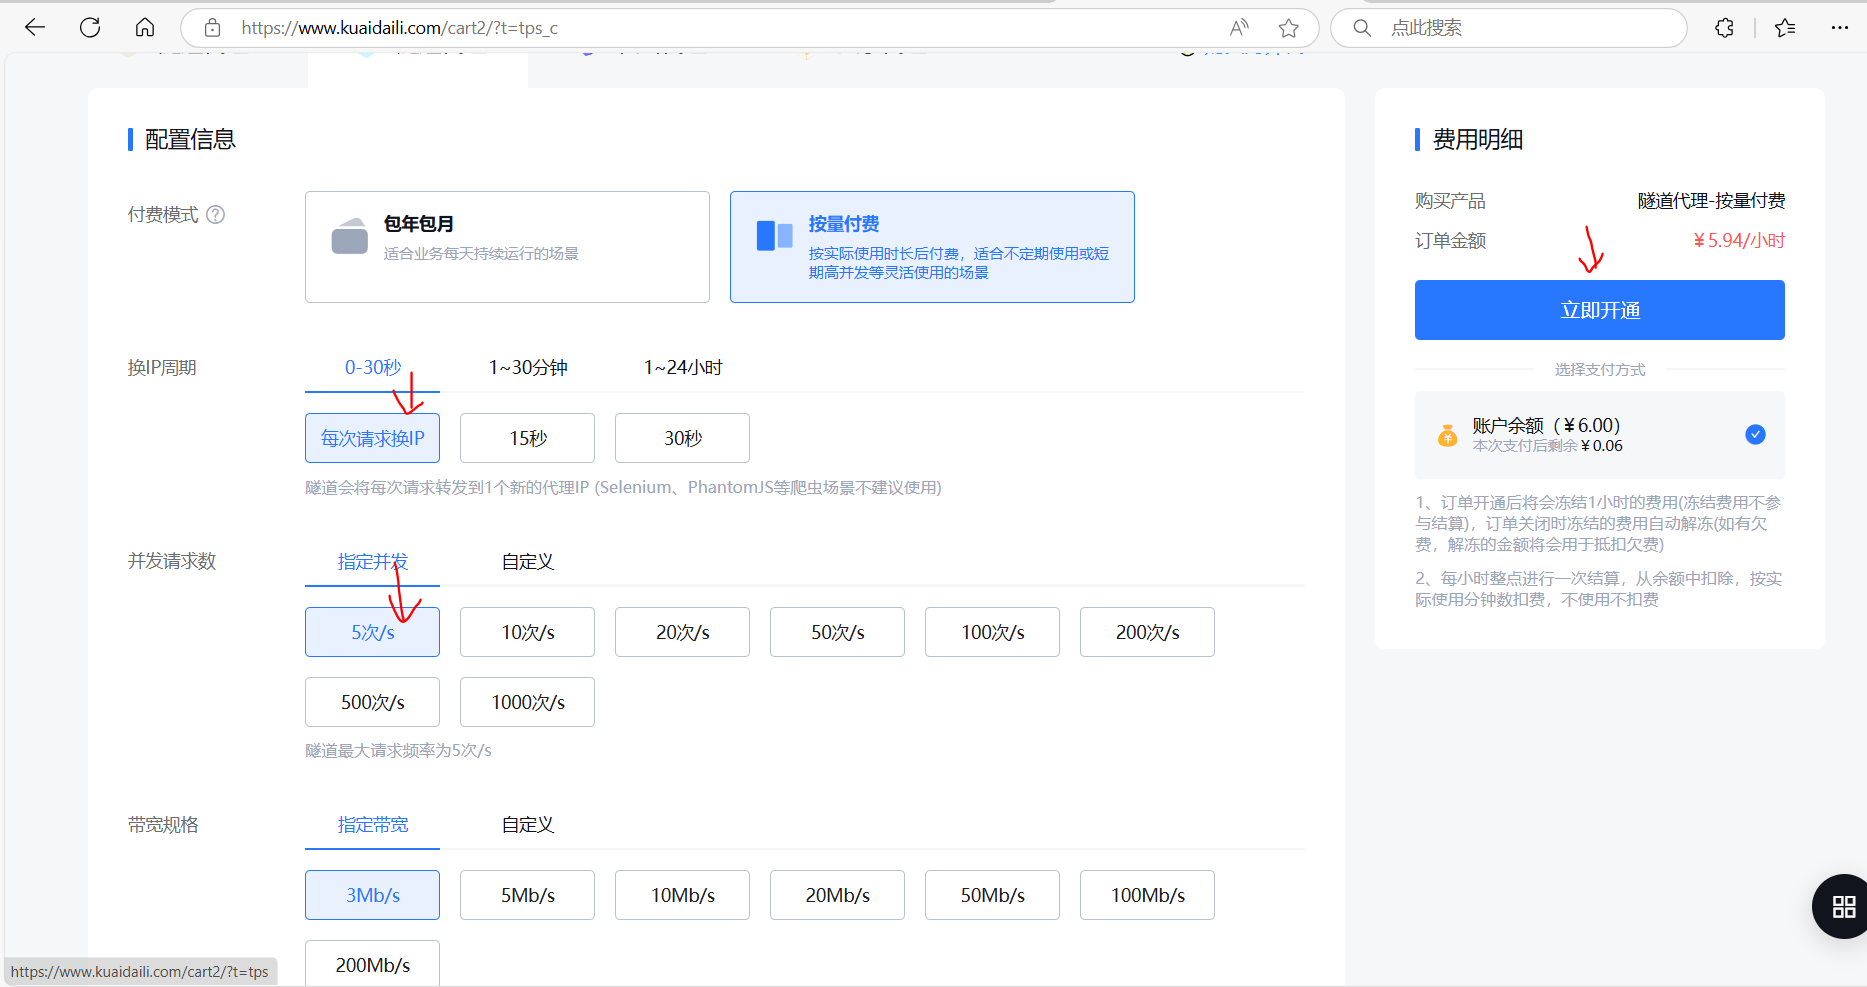 https://www.kuaidaili.com/cart2/?t=tps_c
点此搜索
配置信息
付费模式
包年包月
适合业务每天持续运行的场景
按量付费
按实际使用时长后付费，适合不定期使用或短
期高并发等灵活使用的场景
换IP周期
0-30秒
1~30分钟
1~24小时
每次请求换IP
15秒
30秒
隧道会将每次请求转发到1个新的代理IP (Selenium、PhantomJS等爬虫场景不建议使用)
并发请求数
指定并发
自定义
5次/s
10次/s
20次/s
50次/s
100次/s
200次/s
500次/s
1000次/s
隧道最大请求频率为5次/s
带宽规格
指定带宽
自定义
3Mb/s
5Mb/s
10Mb/s
20Mb/s
50Mb/s
100Mb/s
200Mb/s
费用明细
购买产品
隧道代理-按量付费
订单金额
¥5.94/小时
立即开通
选择支付方式
账户余额（¥6.00）
本次支付后剩余 ¥0.06
1、订单开通后将会冻结1小时的费用(冻结费用不参
与结算)，订单关闭时冻结的费用自动解冻(如有欠
费，解冻的金额将会用于抵扣欠费)
2、每小时整点进行一次结算，从余额中扣除，按实
际使用分钟数扣费，不使用不扣费
https://www.kuaidaili.com/cart2/?t=tps